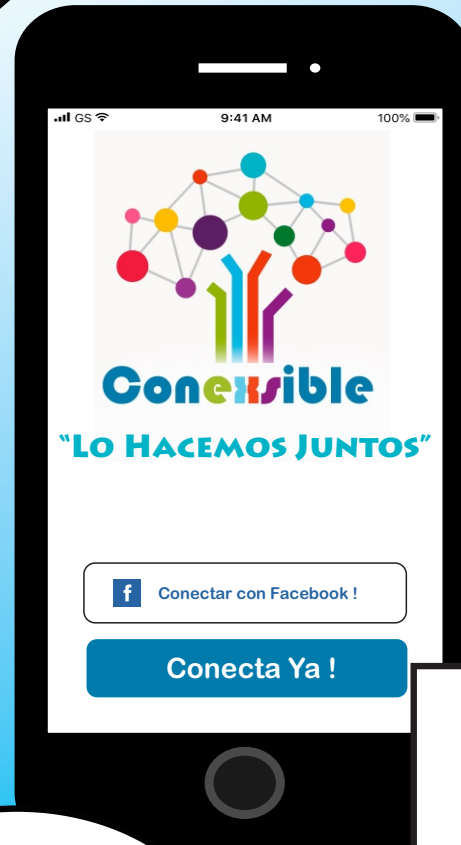 GS 9:41 AM 100%
Conexsible
“LO HACEMOS JUNTOS”
f Conectar con Facebook !
Conecta Ya !